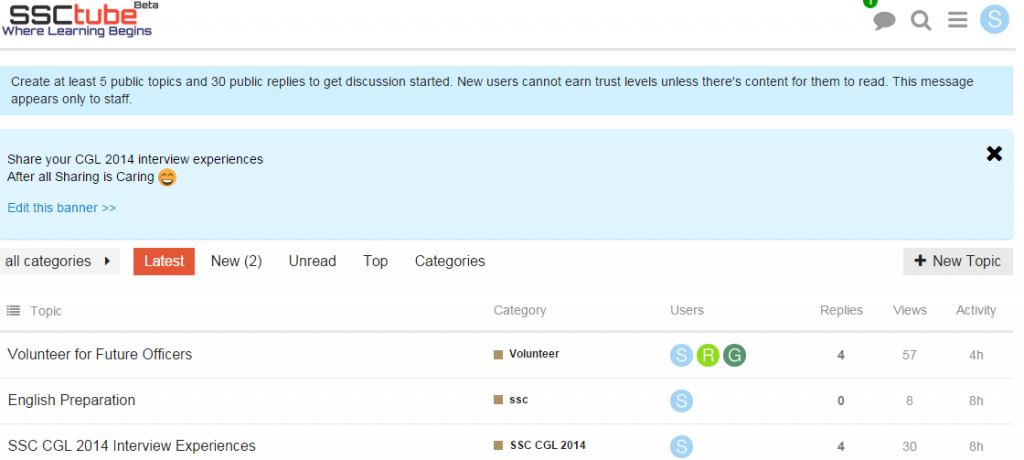 SSCtube Beta
Where Learning Begins
1
S
Create at least 5 public topics and 30 public replies to get discussion started. New users cannot earn trust levels unless there's content for them to read. This message
appears only to staff.
Share your CGL 2014 interview experiences
After all Sharing is Caring
Edit this banner >>
all categories Latest New (2) Unread Top Categories + New Topic
Topic Category Users Replies Views Activity
Volunteer for Future Officers Volunteer S R G 4 57 4h
English Preparation ssc S 0 8 8h
SSC CGL 2014 Interview Experiences SSC CGL 2014 S 4 30 8h